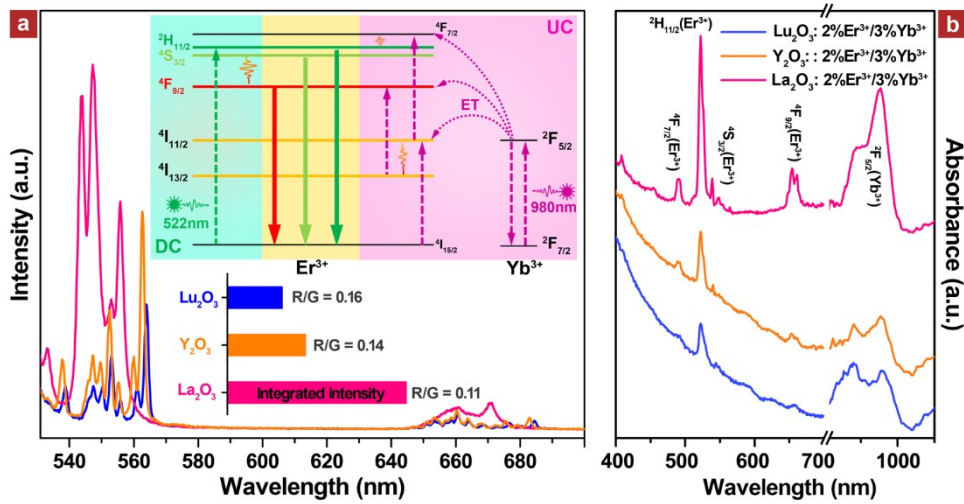 a
Intensity (a.u.)
UC
⁴F₇/₂
²H₁₁/₂
⁴S₃/₂
⁴F₉/₂
ET
⁴I₁₁/₂
²F₅/₂
⁴I₁₃/₂
522nm
980nm
DC
⁴I₁₅/₂
²F₇/₂
Er³⁺
Yb³⁺
Lu₂O₃
R/G = 0.16
Y₂O₃
R/G = 0.14
La₂O₃
Integrated intensity
R/G = 0.11
540 560 580 600 620 640 660 680
Wavelength (nm)
b
²H₁₁/₂(Er³⁺)
Lu₂O₃: 2%Er³⁺/3%Yb³⁺
Y₂O₃: : 2%Er³⁺/3%Yb³⁺
La₂O₃: 2%Er³⁺/3%Yb³⁺
⁴F₇/₂(Er³⁺)
⁴S₃/₂(Er³⁺)
⁴F₉/₂(Er³⁺)
²F₅/₂(Yb³⁺)
Absorbance (a.u.)
400 500 600 700 900 1000
Wavelength (nm)